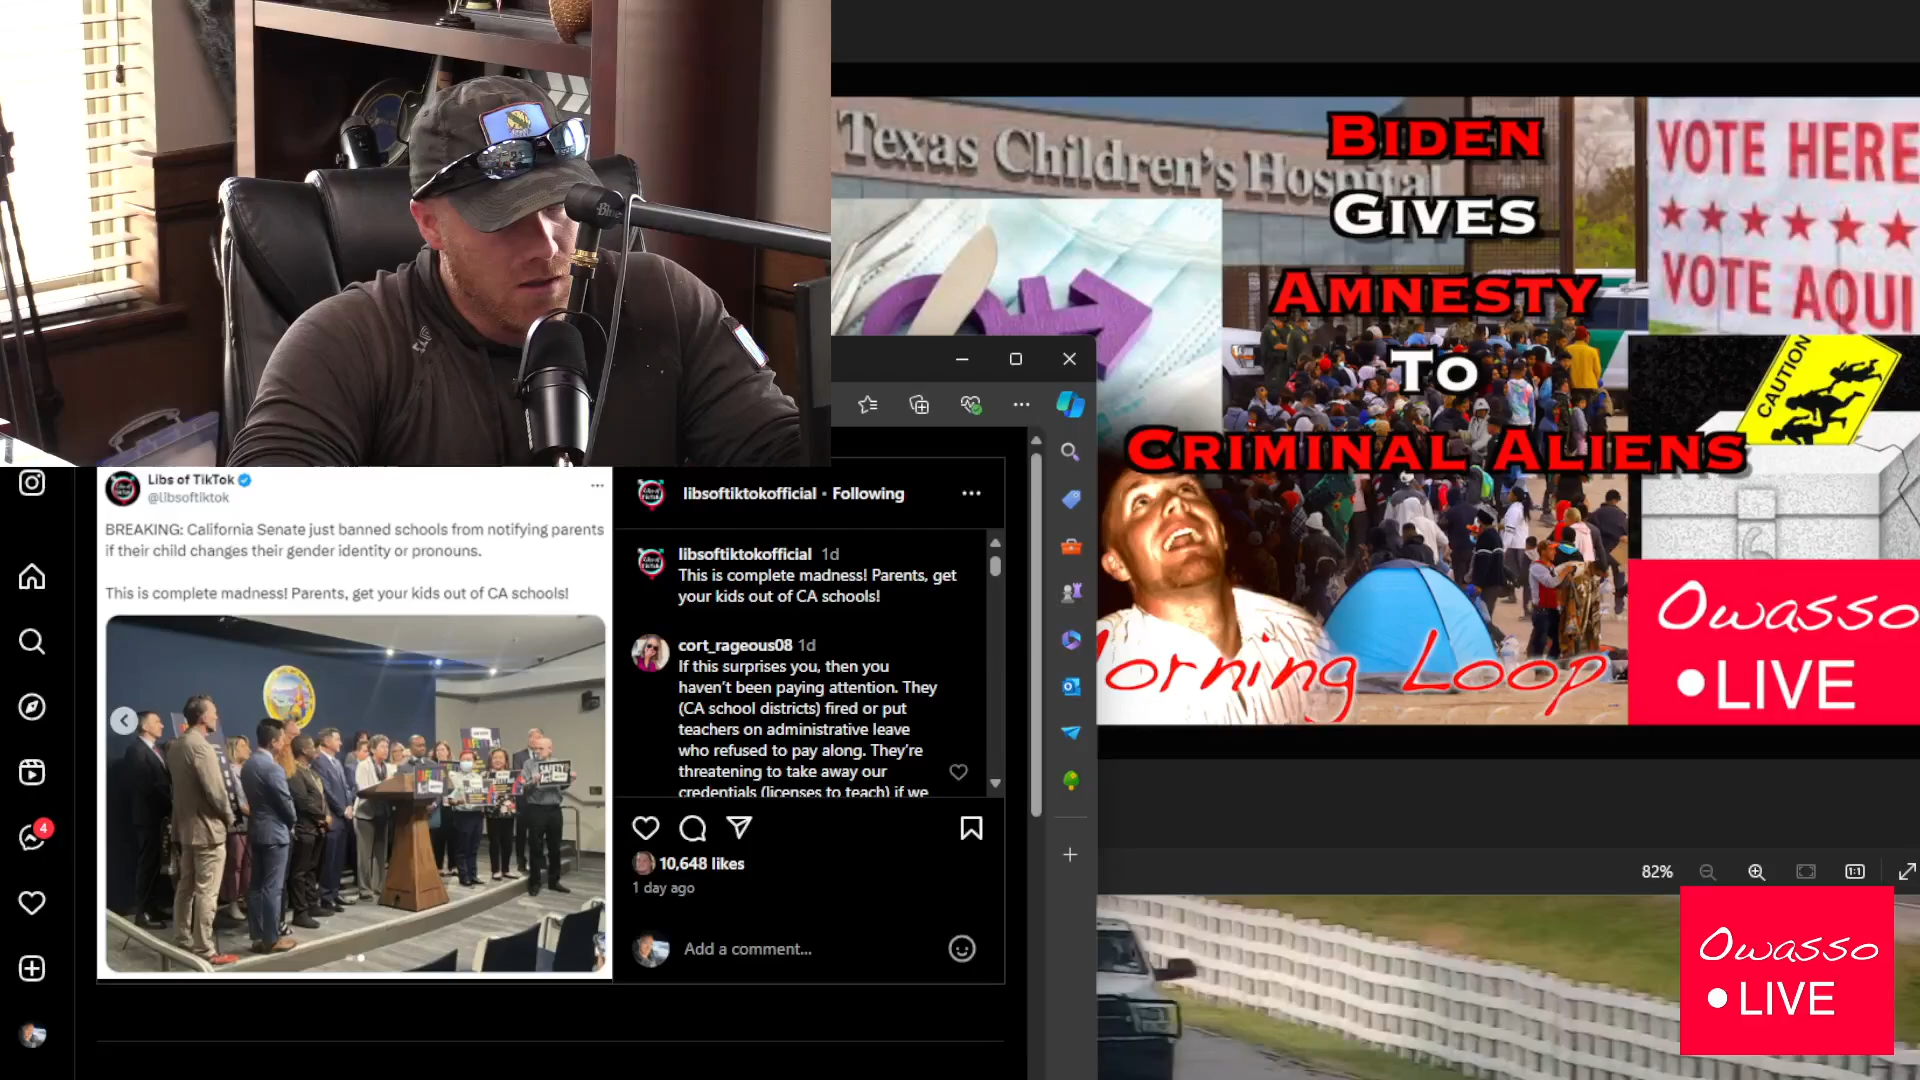 Blue
Texas Children's Hospital
BIDEN
GIVES
AMNESTY
TO
CRIMINAL ALIENS
VOTE HERE
VOTE AQUI
CAUTION
orning Loop
Owasso
LIVE
Libs of TikTok
@libsoftiktok
BREAKING: California Senate just banned schools from notifying parents
if their child changes their gender identity or pronouns.
This is complete madness! Parents, get your kids out of CA schools!
SAFETY
ACT
libsoftiktokofficial • Following
libsoftiktokofficial 1d
This is complete madness! Parents, get
your kids out of CA schools!
cort_rageous08 1d
If this surprises you, then you
haven't been paying attention. They
(CA school districts) fired or put
teachers on administrative leave
who refused to pay along. They're
threatening to take away our
credentials (licenses to teach) if we
10,648 likes
1 day ago
Add a comment...
4
82%
1:1
Owasso
LIVE